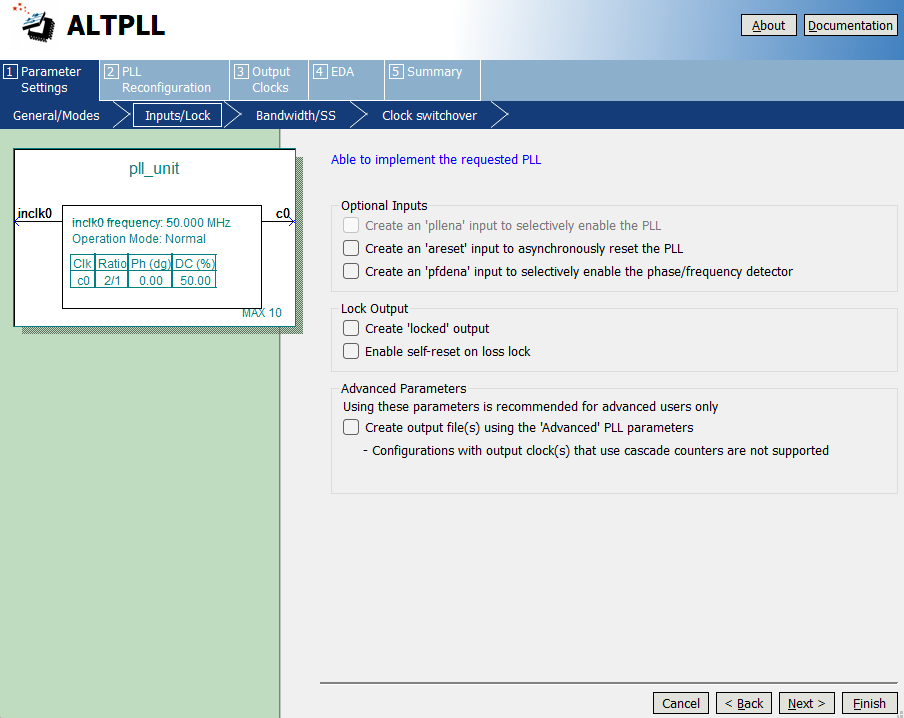 ALTPLL
About
Documentation
1 Parameter Settings
2 PLL Reconfiguration
3 Output Clocks
4 EDA
5 Summary
General/Modes
Inputs/Lock
Bandwidth/SS
Clock switchover
pll_unit
inclk0
c0
inclk0 frequency: 50.000 MHz
Operation Mode: Normal
Clk Ratio Ph (dg) DC (%)
c0 2/1 0.00 50.00
MAX 10
Able to implement the requested PLL
Optional Inputs
Create an 'pllena' input to selectively enable the PLL
Create an 'areset' input to asynchronously reset the PLL
Create an 'pfdena' input to selectively enable the phase/frequency detector
Lock Output
Create 'locked' output
Enable self-reset on loss lock
Advanced Parameters
Using these parameters is recommended for advanced users only
Create output file(s) using the 'Advanced' PLL parameters
- Configurations with output clock(s) that use cascade counters are not supported
Cancel
< Back
Next >
Finish